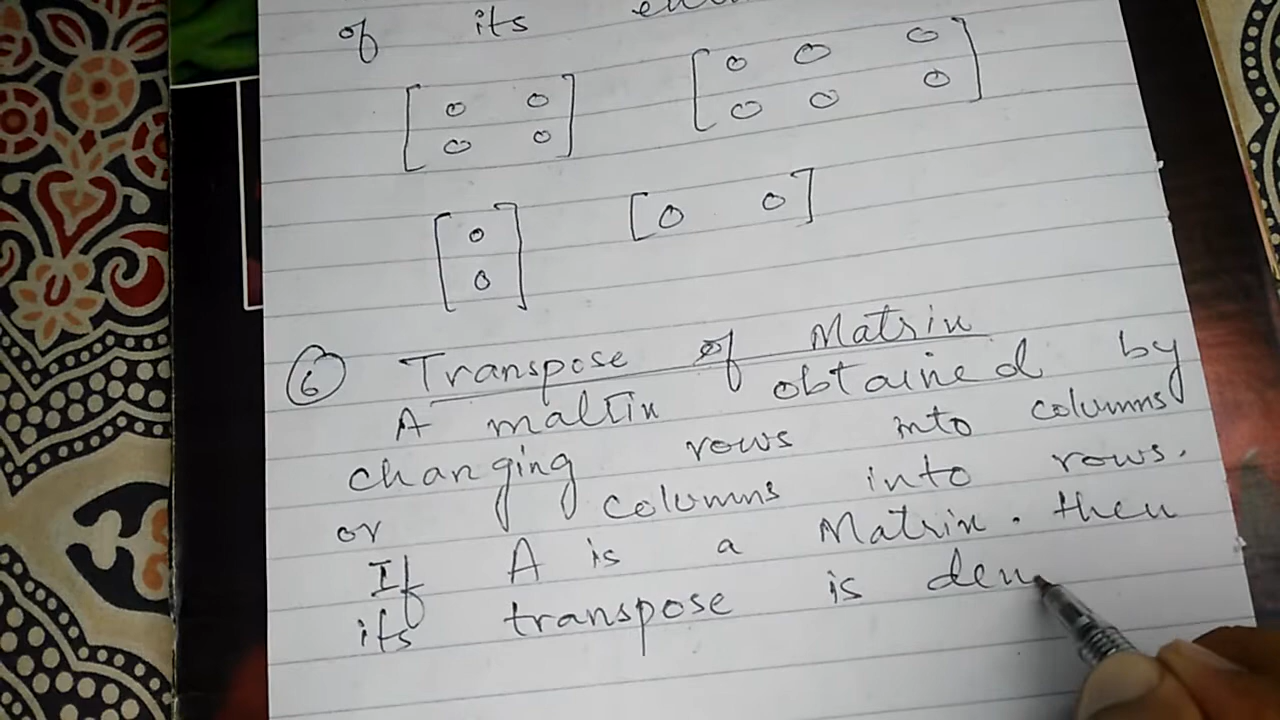 of its
[ 0 0 [ 0 0 0
0 0 ] 0 0 0 ]
[ 0 [ 0 0 ]
0 ]
6 Transpose of Matrix
A matrix obtained by
changing rows into columns
or columns into rows.
If A is a Matrix. then
its transpose is den